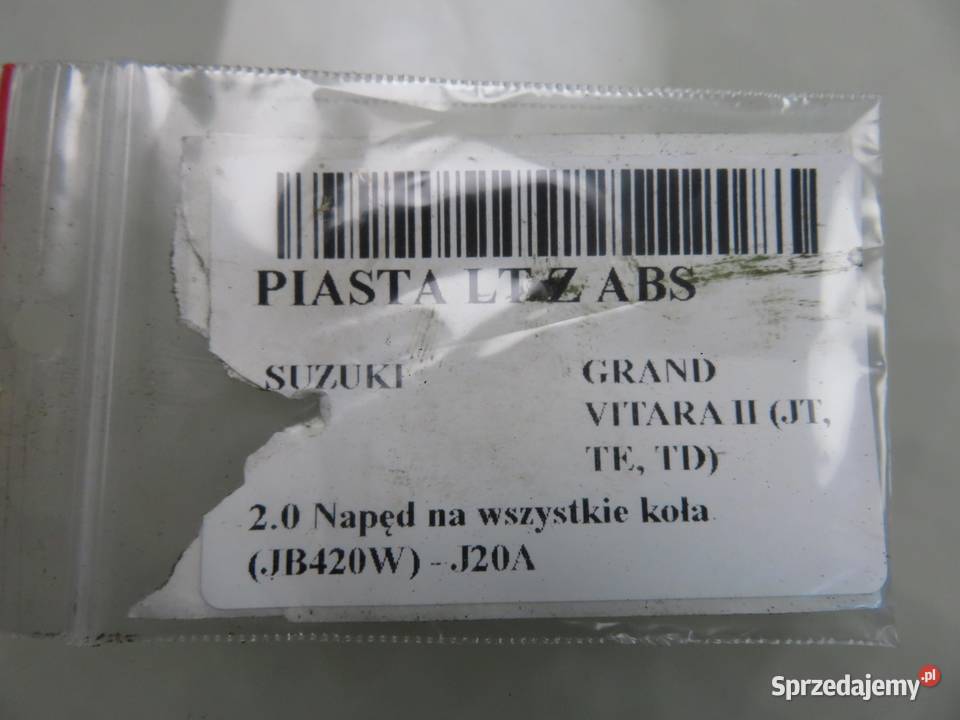 PIASTA LT Z ABS
SUZUKI
GRAND
VITARA II (JT,
TE, TD)
2.0 Napęd na wszystkie koła
(JB420W) - J20A
Sprzedajemy.pl